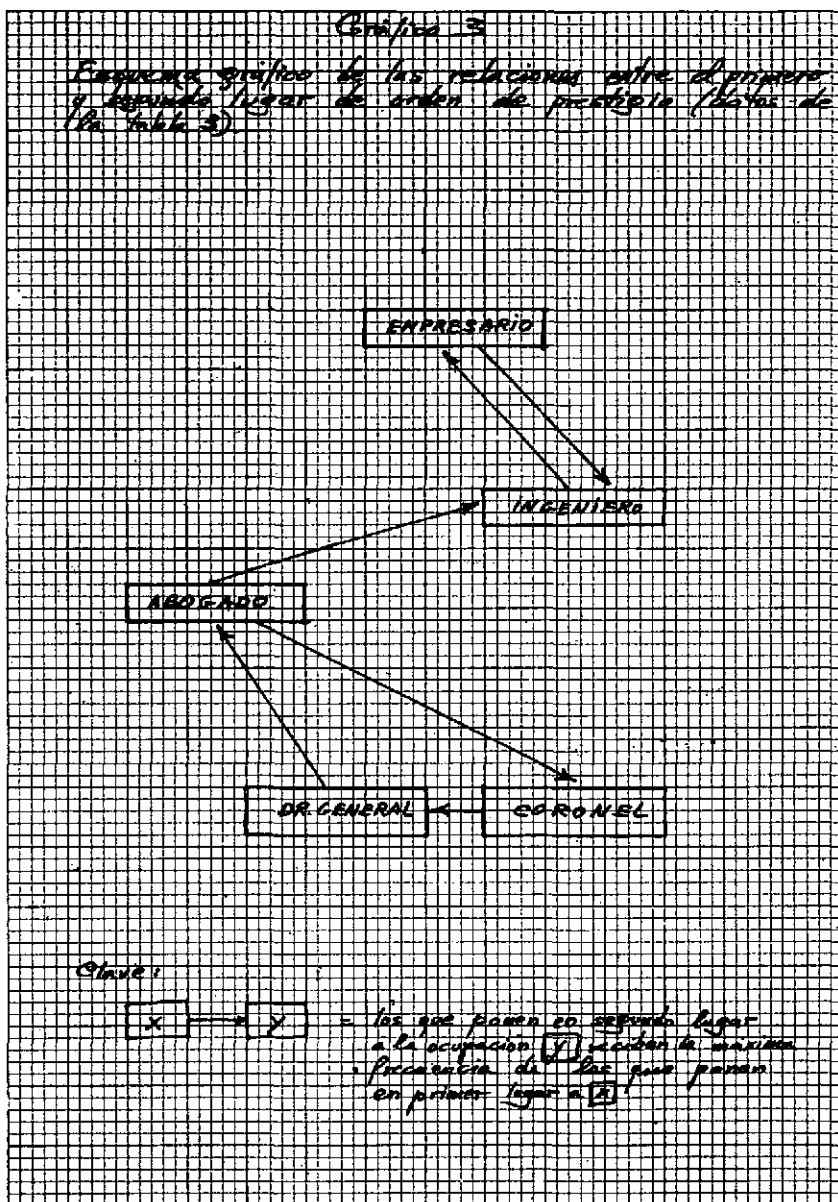 Gráfico 3
Esquema gráfico de las relaciones entre el primero
y segundo lugar de orden de prestigio (datos de
la tabla 3)
EMPRESARIO
INGENIERO
ABOGADO
DR. GENERAL
CORONEL
Clave:
X Y = los que ponen en segundo lugar
a la ocupación Y reciben la maxima
frecuencia de los que ponen
en primer lugar a X